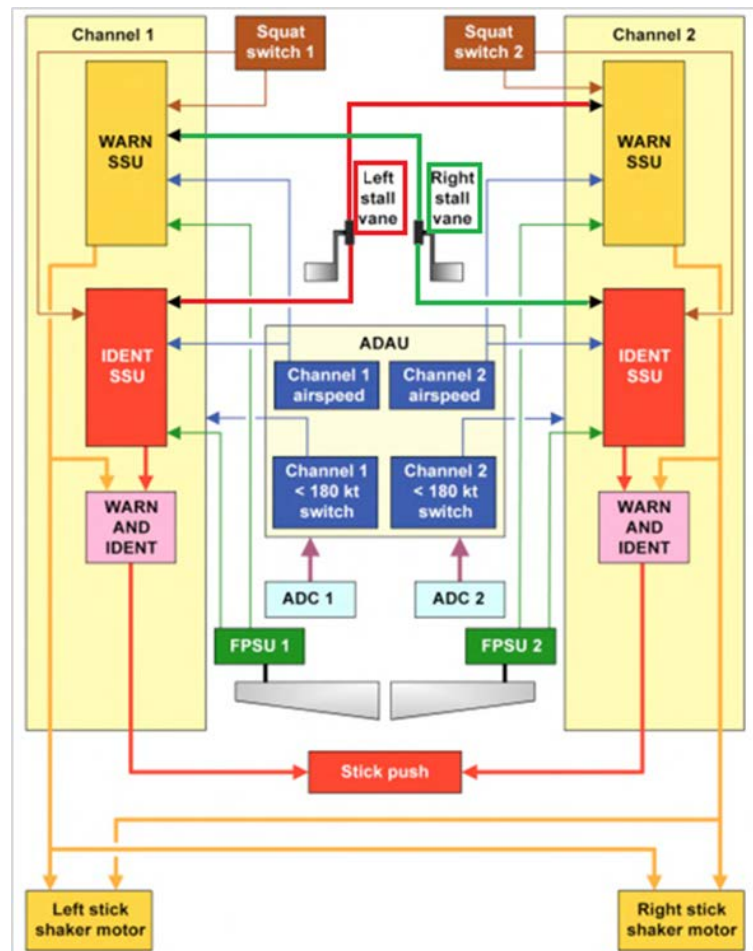 Channel 1
Squat
switch 1
Squat
switch 2
Channel 2
WARN
SSU
WARN
SSU
Left
stall
vane
Right
stall
vane
IDENT
SSU
ADAU
IDENT
SSU
Channel 1
airspeed
Channel 2
airspeed
Channel 1
< 180 kt
switch
Channel 2
< 180 kt
switch
WARN
AND
IDENT
WARN
AND
IDENT
ADC 1
ADC 2
FPSU 1
FPSU 2
Stick push
Left stick
shaker motor
Right stick
shaker motor